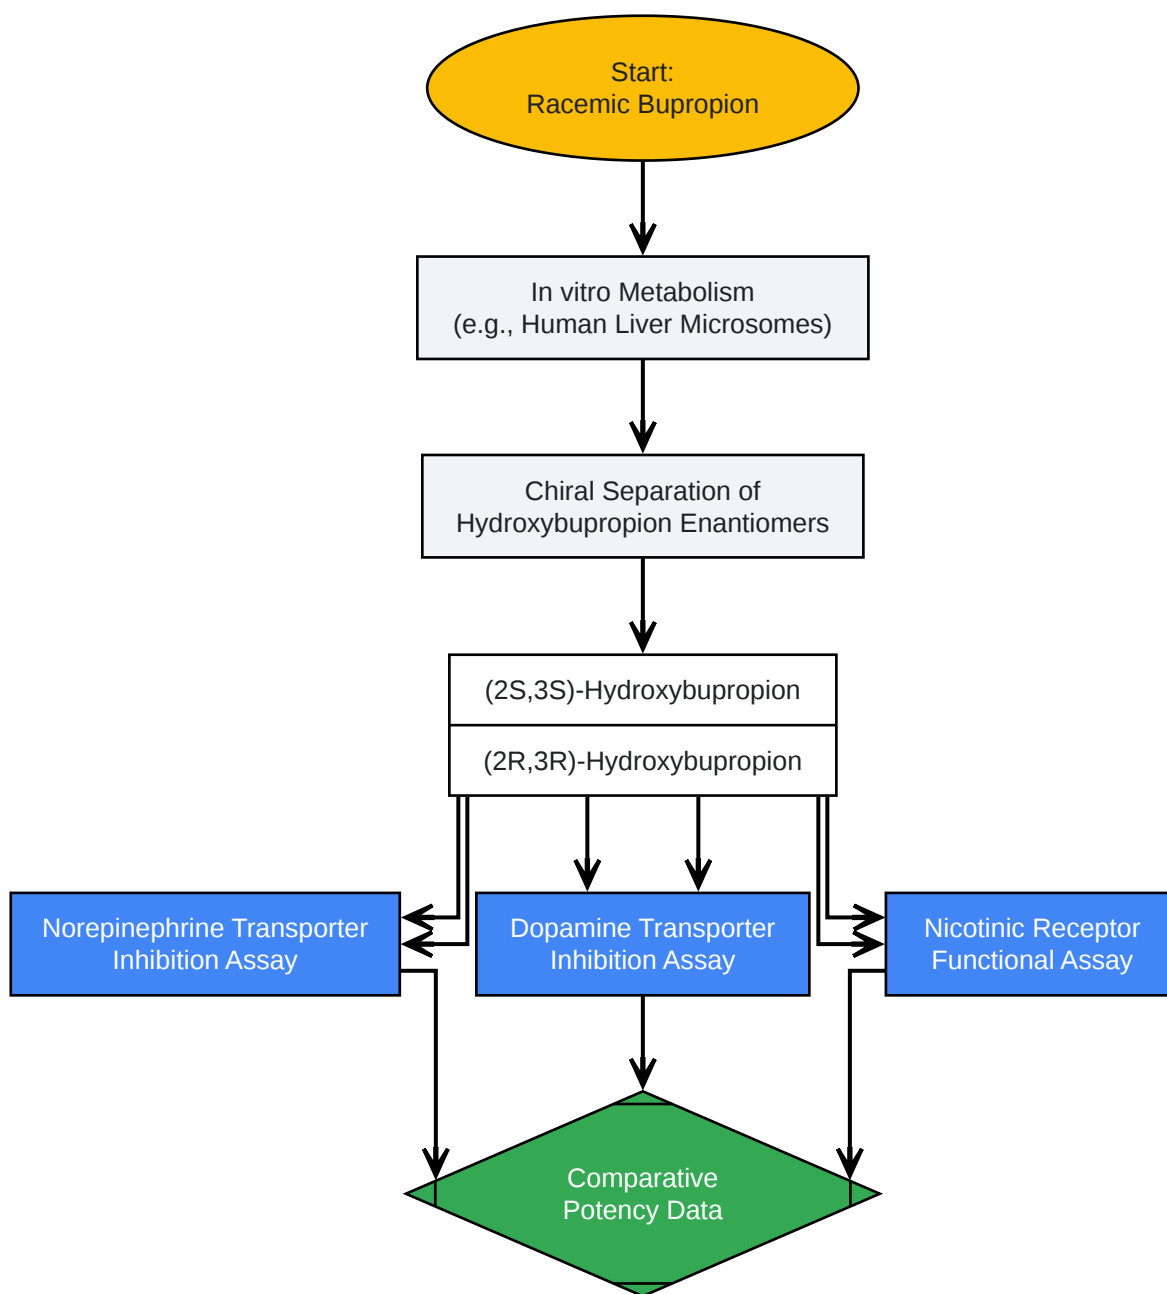 Start:
Racemic Bupropion
In vitro Metabolism
(e.g., Human Liver Microsomes)
Chiral Separation of
Hydroxybupropion Enantiomers
(2S,3S)-Hydroxybupropion
(2R,3R)-Hydroxybupropion
Norepinephrine Transporter
Inhibition Assay
Dopamine Transporter
Inhibition Assay
Nicotinic Receptor
Functional Assay
Comparative
Potency Data